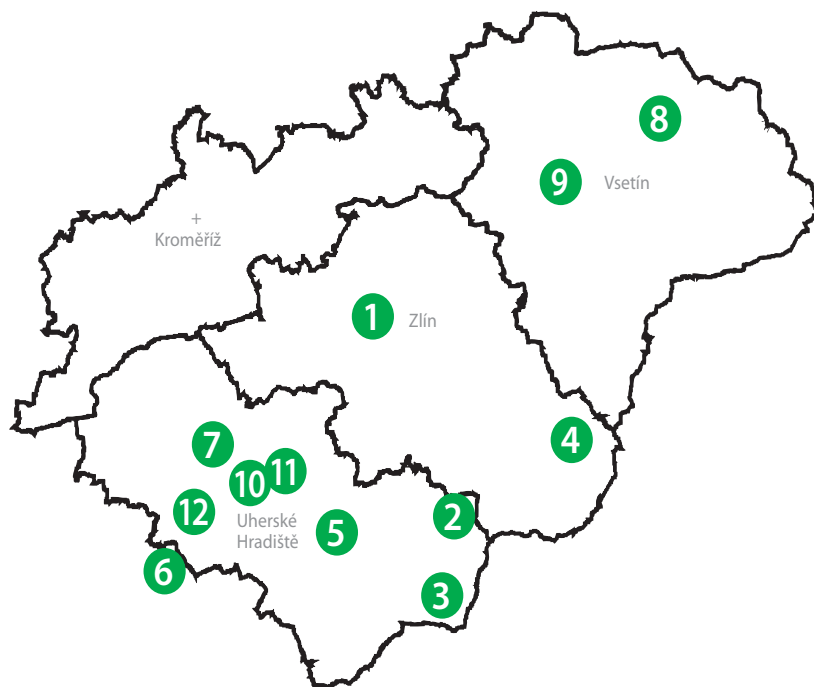 8
9
Vsetín
+
Kroměříž
1
Zlín
4
7
11
10
12
2
Uherské
Hradiště
5
6
3